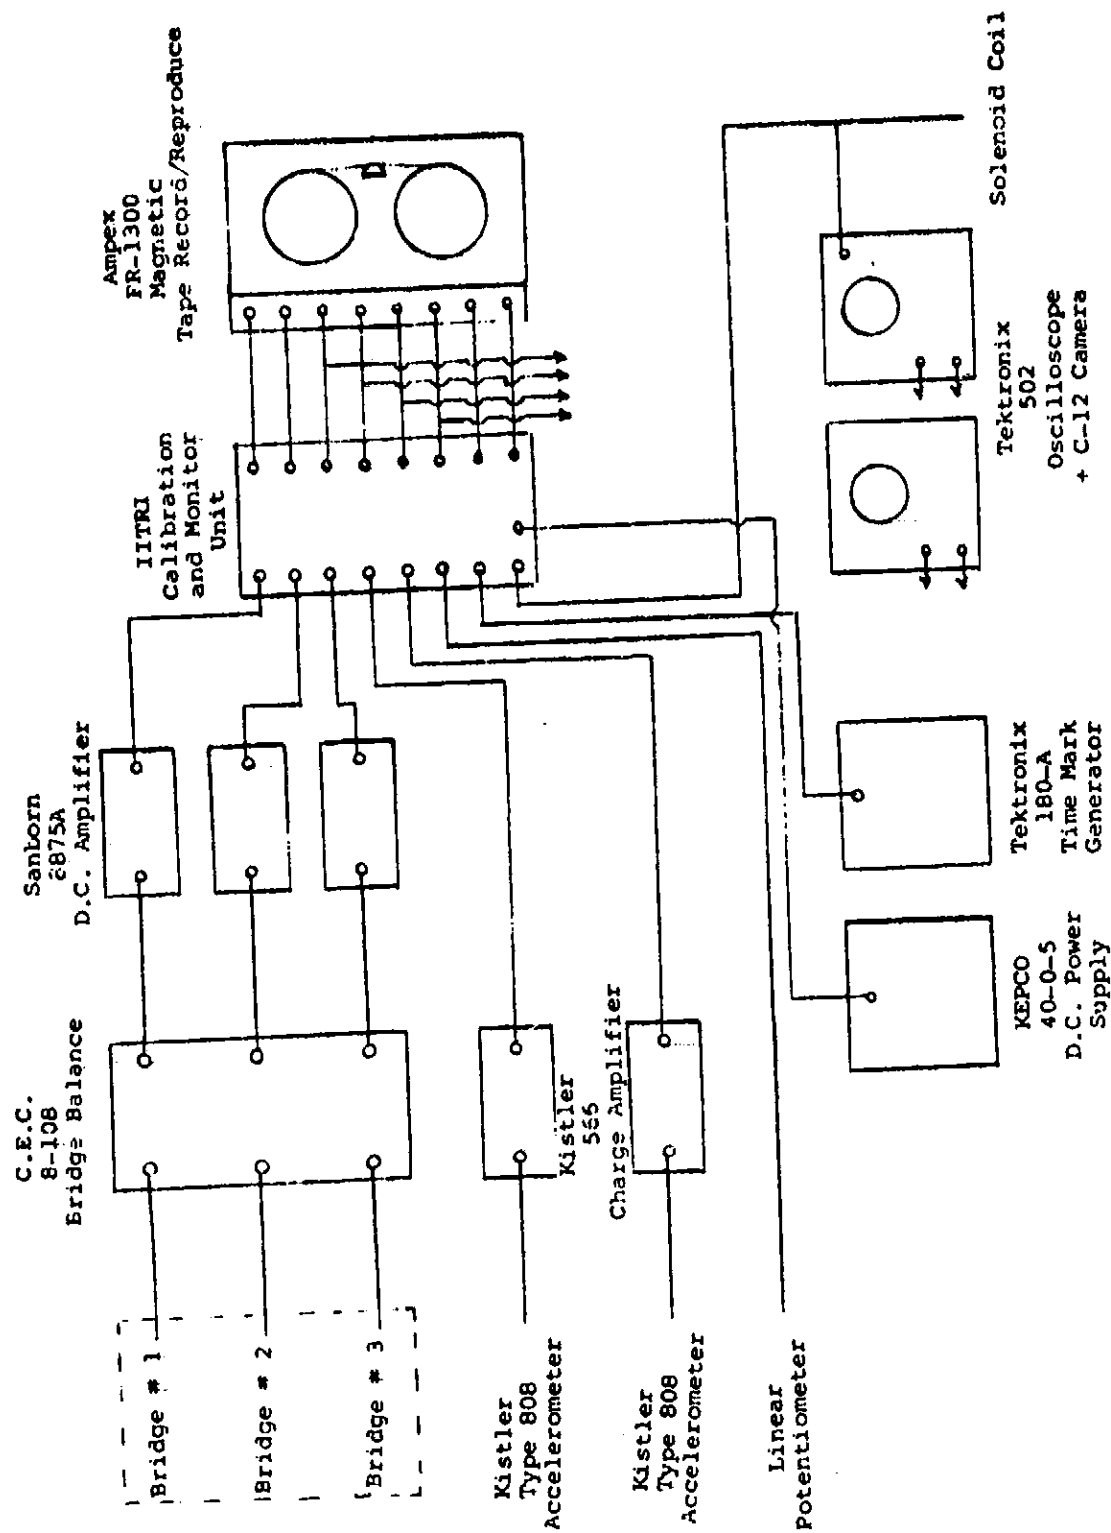 C.E.C.
8-108
Bridge Balance
Sanborn
8875A
D.C. Amplifier
IITRI
Calibration
and Monitor
Unit
Ampex
FR-1300
Magnetic
Tape Record/Reproduce
Bridge # 1
Bridge # 2
Bridge # 3
Kistler
Type 808
Accelerometer
Kistler
565
Charge Amplifier
Kistler
Type 808
Accelerometer
Linear
Potentiometer
KEPCO
40-0-5
D.C. Power
Supply
Tektronix
180-A
Time Mark
Generator
Tektronix
502
Oscilloscope
+ C-12 Camera
Solenoid Coil